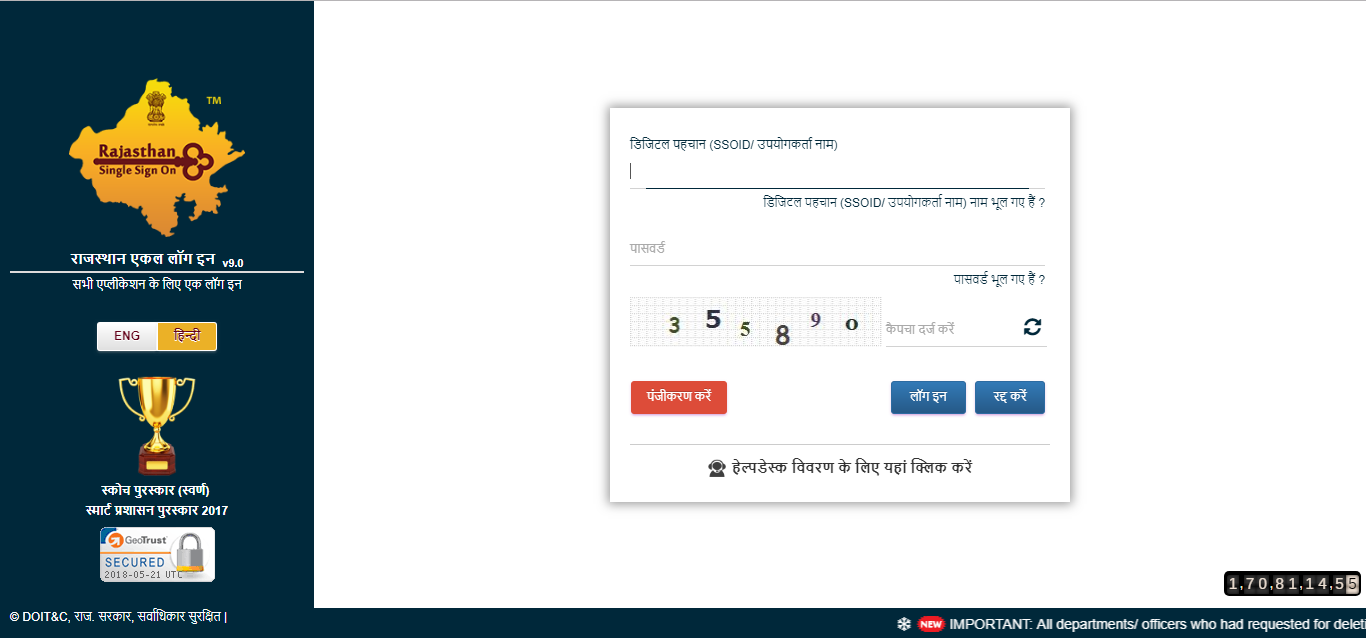 TM
Rajasthan
Single Sign On
राजस्थान एकल लॉग इन v9.0
सभी एप्लीकेशन के लिए एक लॉग इन
ENG हिन्दी
स्कोच पुरस्कार (स्वर्ण)
स्मार्ट प्रशासन पुरस्कार 2017
GeoTrust
SECURED
2018-05-21 UTC
© DOIT&C, राज. सरकार, सर्वाधिकार सुरक्षित |
डिजिटल पहचान (SSOID/ उपयोगकर्ता नाम)
डिजिटल पहचान (SSOID/ उपयोगकर्ता नाम) नाम भूल गए हैं ?
पासवर्ड
पासवर्ड भूल गए हैं ?
3 5 5 8 9 0 कैपचा दर्ज करें
पंजीकरण करें लॉग इन रद्द करें
हेल्पडेस्क विवरण के लिए यहां क्लिक करें
1,70,81,14,55
NEW IMPORTANT: All departments/ officers who had requested for delet